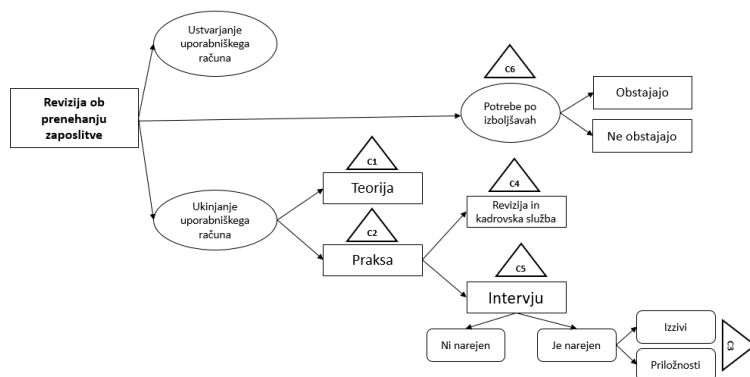 Ustvarjanje
uporabniškega
računa
C6
Revizija ob
prenehanju
zaposlitve
Potrebe po
izboljšavah
Obstajajo
Ne obstajajo
C1
Teorija
Ukinjanje
uporabniškega
računa
C2
Praksa
C4
Revizija in
kadrovska služba
C5
Intervju
Ni narejen
Je narejen
Izzivi
Priložnosti
C3